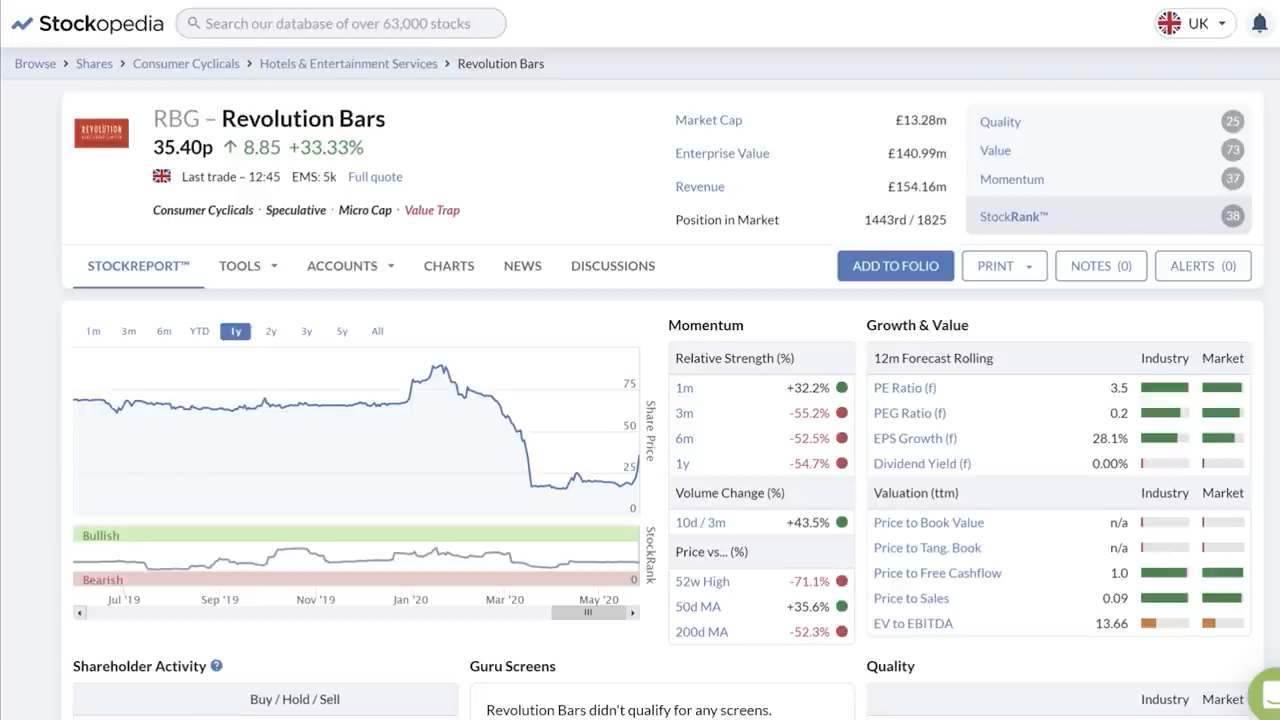 Stockopedia
Search our database of over 63,000 stocks
UK
Browse > Shares > Consumer Cyclicals > Hotels & Entertainment Services > Revolution Bars
REVOLUTION
RBG – Revolution Bars
35.40p ↑ 8.85 +33.33%
Last trade – 12:45 EMS: 5k Full quote
Consumer Cyclicals · Speculative · Micro Cap · Value Trap
Market Cap £13.28m
Enterprise Value £140.99m
Revenue £154.16m
Position in Market 1443rd / 1825
Quality 25
Value 73
Momentum 37
StockRank™ 38
STOCKREPORT™ TOOLS ACCOUNTS CHARTS NEWS DISCUSSIONS
ADD TO FOLIO PRINT NOTES (0) ALERTS (0)
1m 3m 6m YTD 1y 2y 3y 5y All
75
50
25
0
Share Price
Bullish
Bearish 0
StockRank
Jul '19 Sep '19 Nov '19 Jan '20 Mar '20 May '20
Momentum
Relative Strength (%)
1m +32.2%
3m -55.2%
6m -52.5%
1y -54.7%
Volume Change (%)
10d / 3m +43.5%
Price vs... (%)
52w High -71.1%
50d MA +35.6%
200d MA -52.3%
Growth & Value
12m Forecast Rolling Industry Market
PE Ratio (f) 3.5
PEG Ratio (f) 0.2
EPS Growth (f) 28.1%
Dividend Yield (f) 0.00%
Valuation (ttm) Industry Market
Price to Book Value n/a
Price to Tang. Book n/a
Price to Free Cashflow 1.0
Price to Sales 0.09
EV to EBITDA 13.66
Shareholder Activity ?
Buy / Hold / Sell
Guru Screens
Revolution Bars didn't qualify for any screens.
Quality
Industry Market